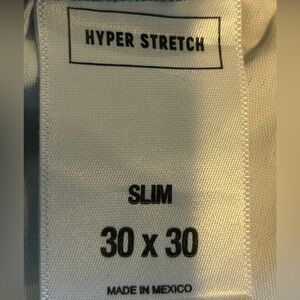 HYPER STRETCH
SLIM
30 x 30
MADE IN MEXICO